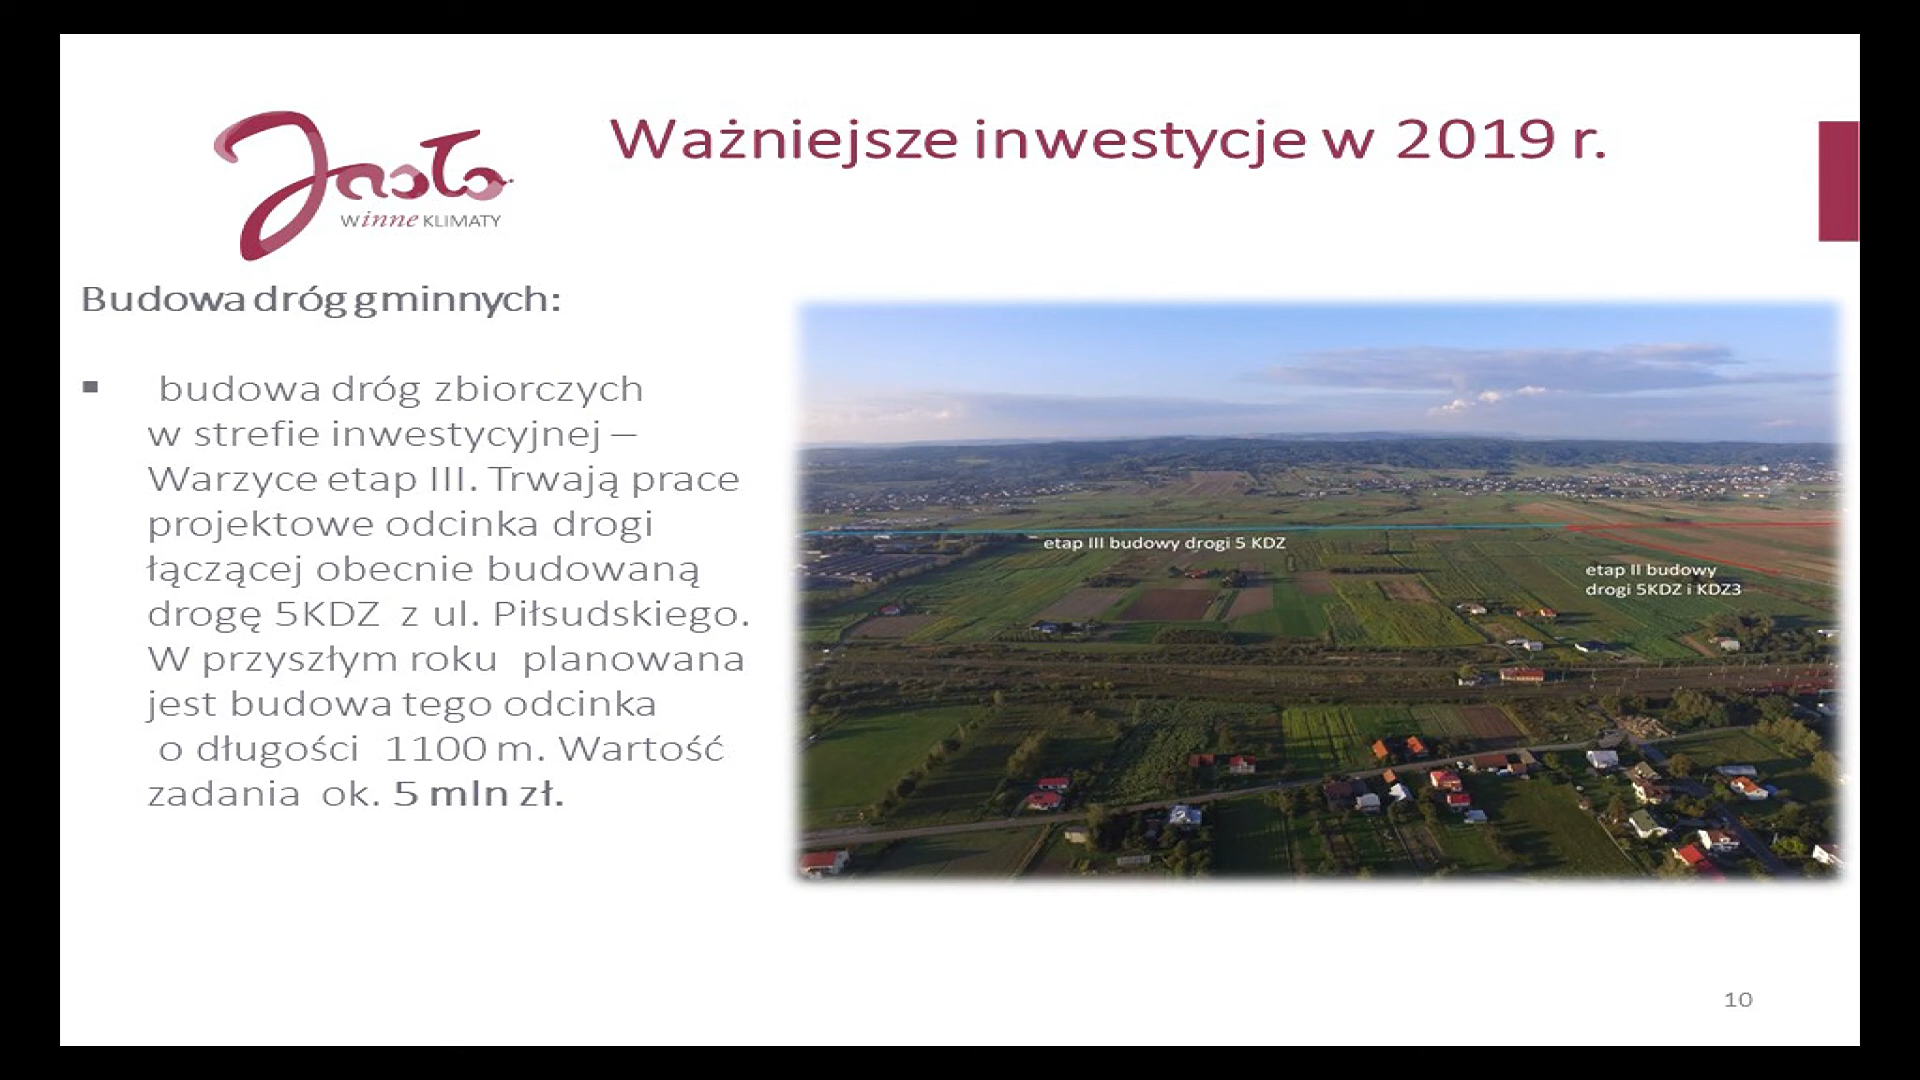 Jasło
Winne KLIMATY
Ważniejsze inwestycje w 2019 r.
Budowa dróg gminnych:
▪ budowa dróg zbiorczych
w strefie inwestycyjnej –
Warzyce etap III. Trwają prace
projektowe odcinka drogi
łączącej obecnie budowaną
drogę 5KDZ z ul. Piłsudskiego.
W przyszłym roku planowana
jest budowa tego odcinka
o długości 1100 m. Wartość
zadania ok. 5 mln zł.
etap III budowy drogi 5 KDZ
etap II budowy
drogi 5KDZ i KDZ3
10